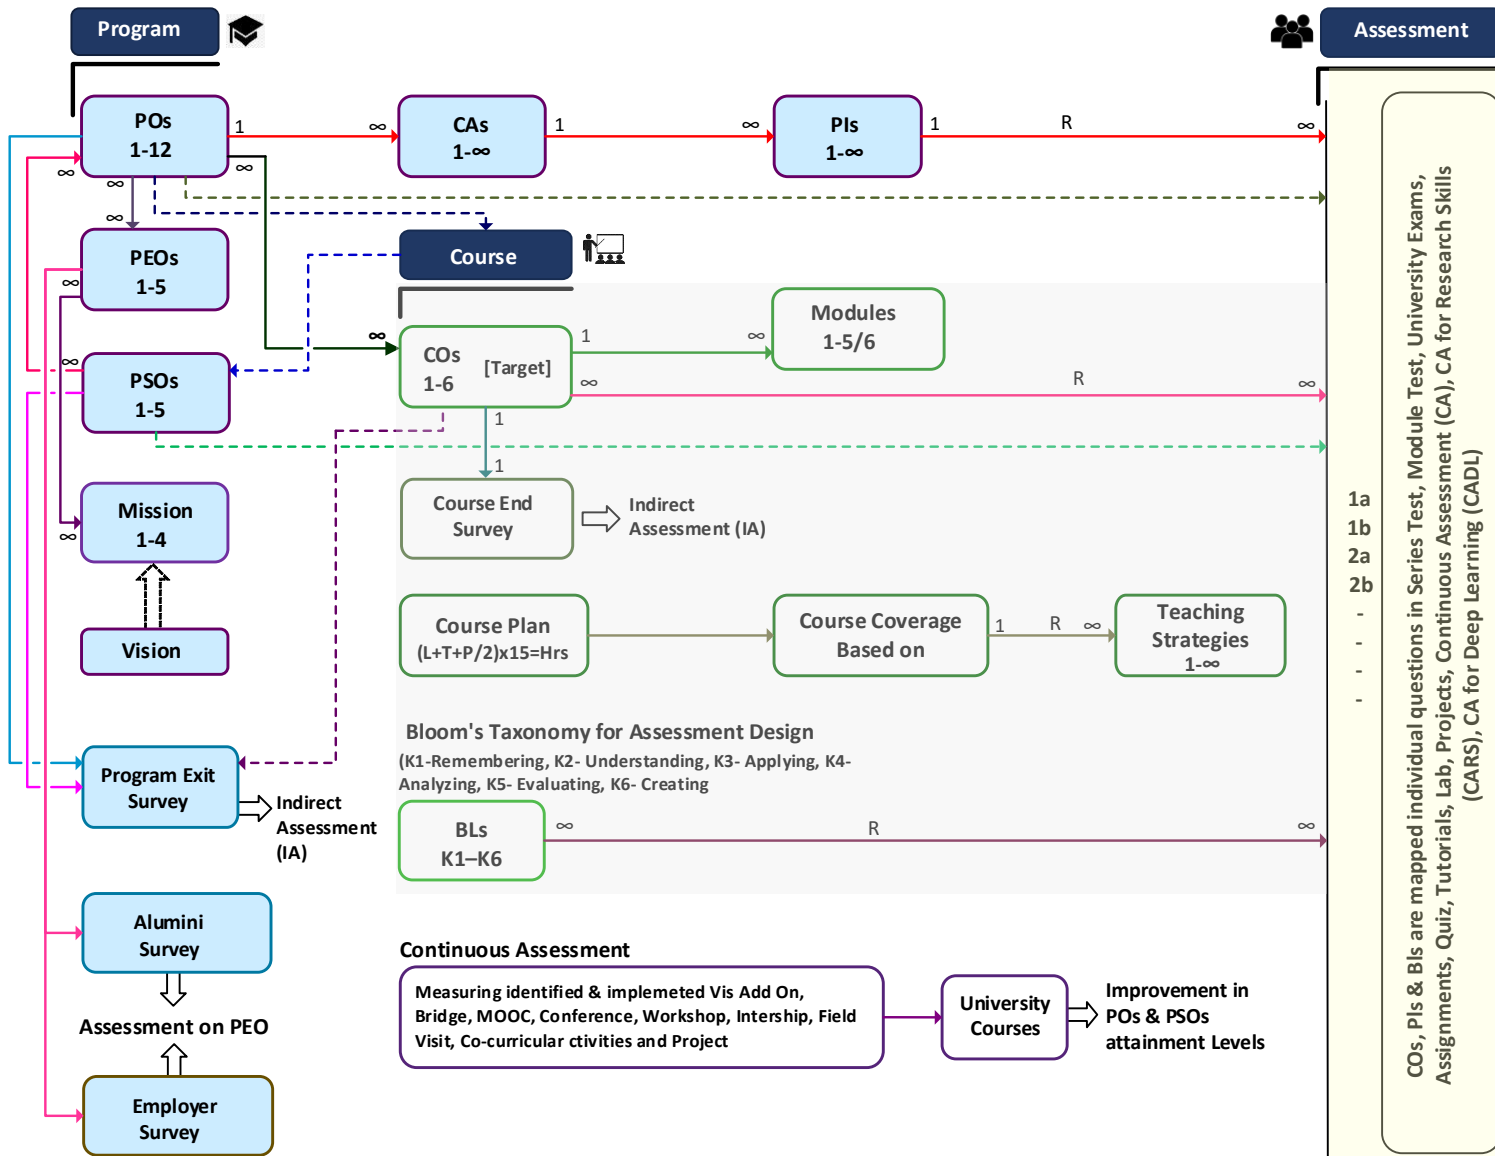 Program
Assessment
POs
1-12
1
∞
CAs
1-∞
1
∞
PIs
1-∞
1
R
∞
∞
∞
∞
∞
PEOs
1-5
∞
Course
∞
COs
1-6
[Target]
1
∞
Modules
1-5/6
∞
R
∞
∞
PSOs
1-5
1
1
Mission
1-4
∞
Course End
Survey
Indirect
Assessment (IA)
Vision
Course Plan
(L+T+P/2)x15=Hrs
Course Coverage
Based on
1
R
∞
Teaching
Strategies
1-∞
Bloom's Taxonomy for Assessment Design
(K1-Remembering, K2- Understanding, K3- Applying, K4-
Analyzing, K5- Evaluating, K6- Creating
Program Exit
Survey
Indirect
Assessment
(IA)
BLs
K1–K6
∞
R
∞
Alumini
Survey
Assessment on PEO
Employer
Survey
Continuous Assessment
Measuring identified & implemeted Vis Add On,
Bridge, MOOC, Conference, Workshop, Intership, Field
Visit, Co-curricular ctivities and Project
University
Courses
Improvement in
POs & PSOs
attainment Levels
1a
1b
2a
2b
-
-
-
-
COs, PIs & Bls are mapped individual questions in Series Test, Module Test, University Exams,
Assignments, Quiz, Tutorials, Lab, Projects, Continuous Assessment (CA), CA for Research Skills
(CARS), CA for Deep Learning (CADL)